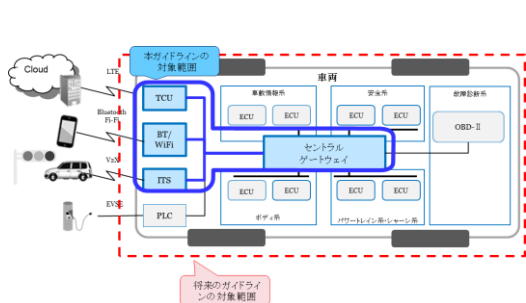 本ガイドラインの
対象範囲
Cloud
LTE
車両
TCU
車載情報系
安全系
故障診断系
ECU
ECU
ECU
ECU
OBD-Ⅱ
Bluetooth
Fi-Fi
BT/
WiFi
セントラル
ゲートウェイ
V2X
ITS
ECU
ECU
ECU
ECU
EVSE
PLC
ボディ系
パワートレイン系・シャーシ系
将来のガイドライ
ンの対象範囲